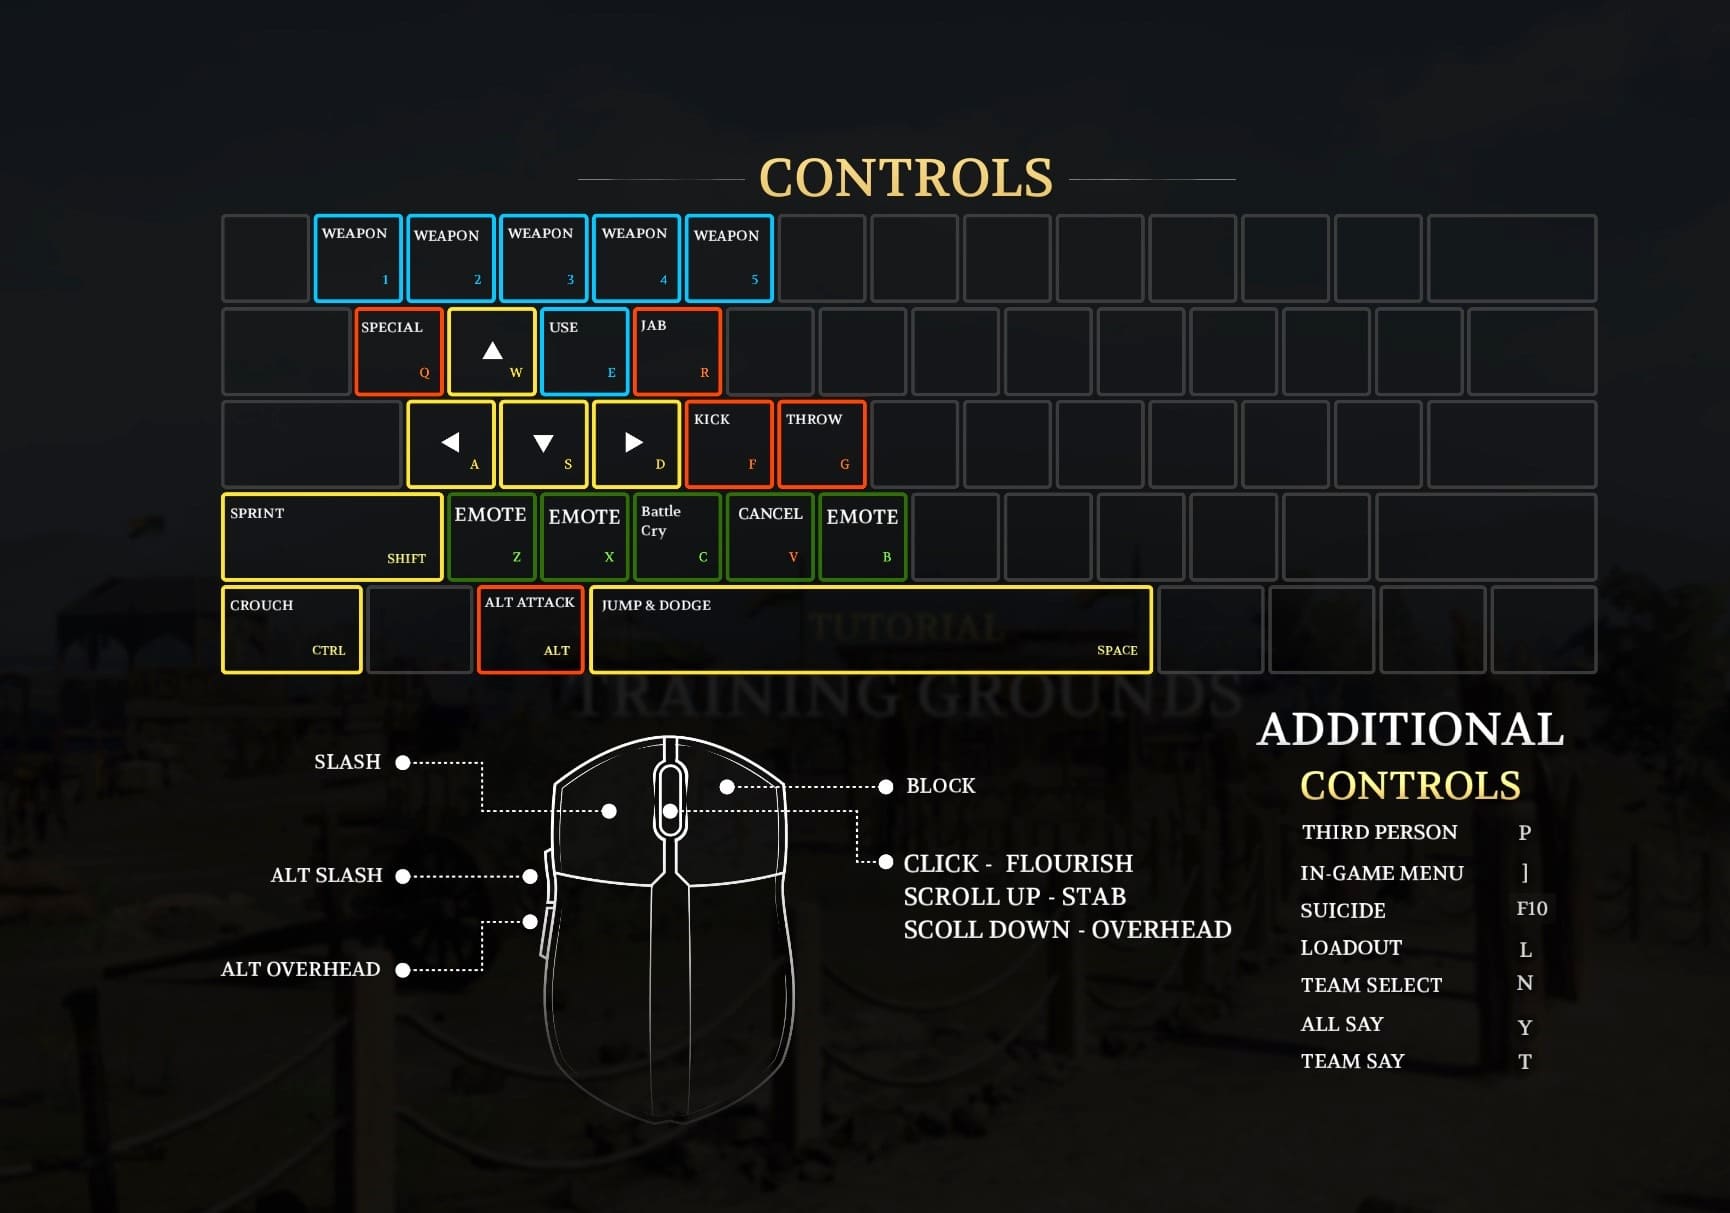 CONTROLS
WEAPON WEAPON WEAPON WEAPON WEAPON
1 2 3 4 5
SPECIAL USE JAB
Q W E R
KICK THROW
A S D F G
SPRINT EMOTE EMOTE Battle Cry CANCEL EMOTE
SHIFT Z X C V B
CROUCH ALT ATTACK JUMP & DODGE
CTRL ALT SPACE
TUTORIAL
TRAINING GROUNDS
SLASH
ALT SLASH
ALT OVERHEAD
BLOCK
CLICK - FLOURISH
SCROLL UP - STAB
SCOLL DOWN - OVERHEAD
ADDITIONAL
CONTROLS
THIRD PERSON P
IN-GAME MENU ]
SUICIDE F10
LOADOUT L
TEAM SELECT N
ALL SAY Y
TEAM SAY T